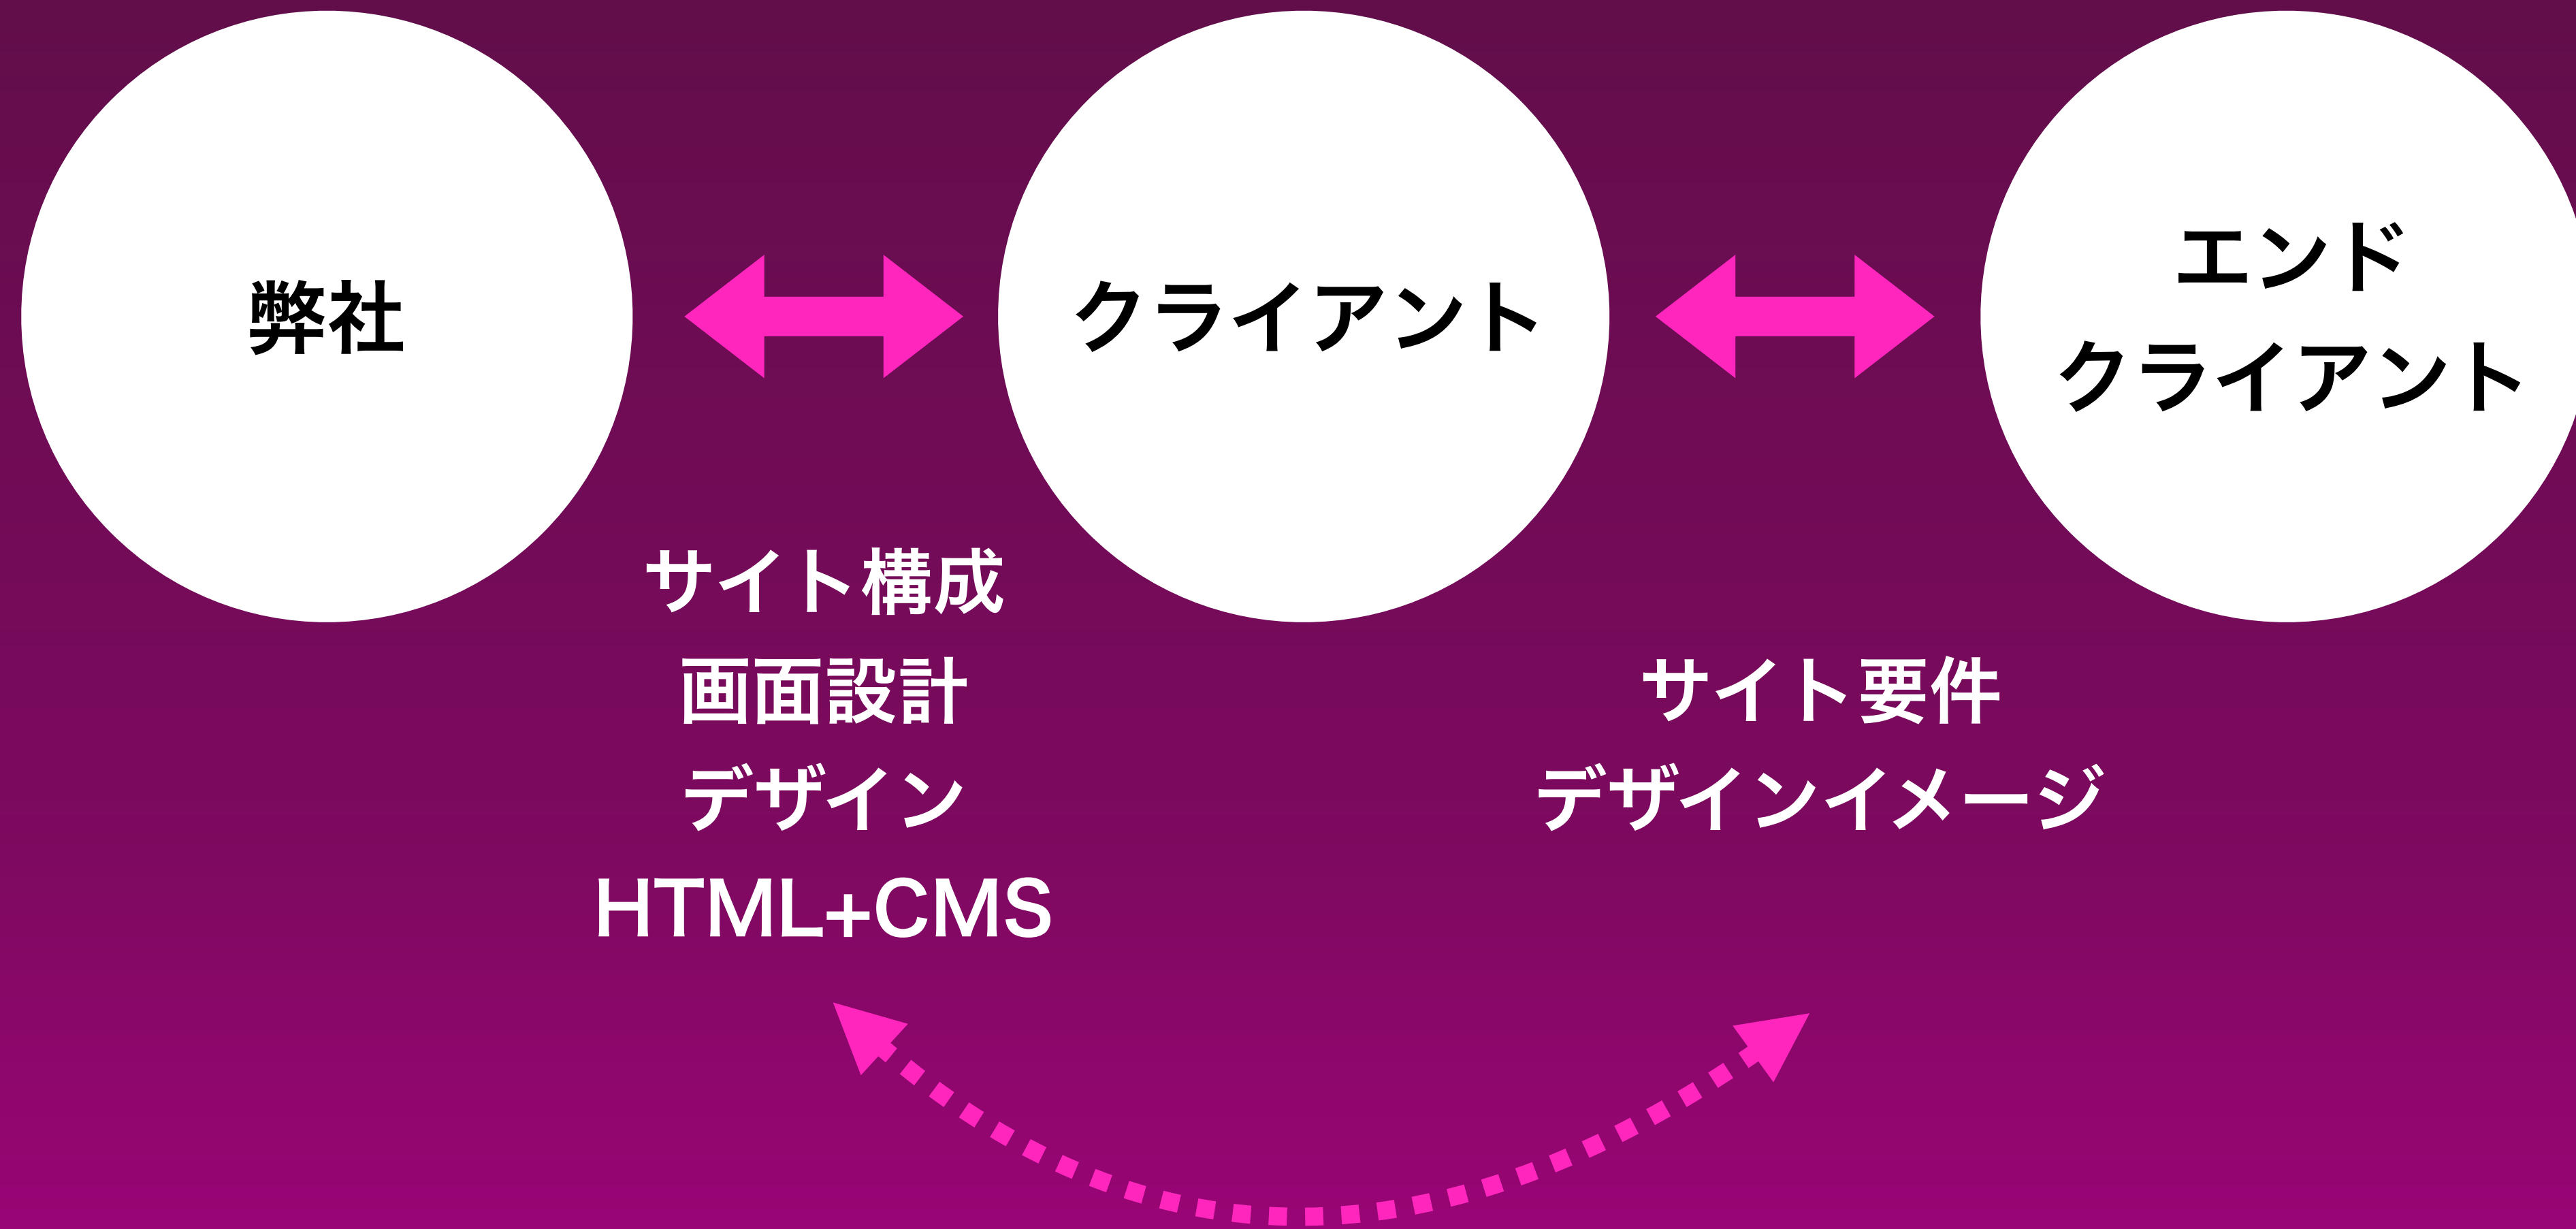 弊社
クライアント
エンド
クライアント
サイト構成
画面設計
デザイン
HTML+CMS
サイト要件
デザインイメージ